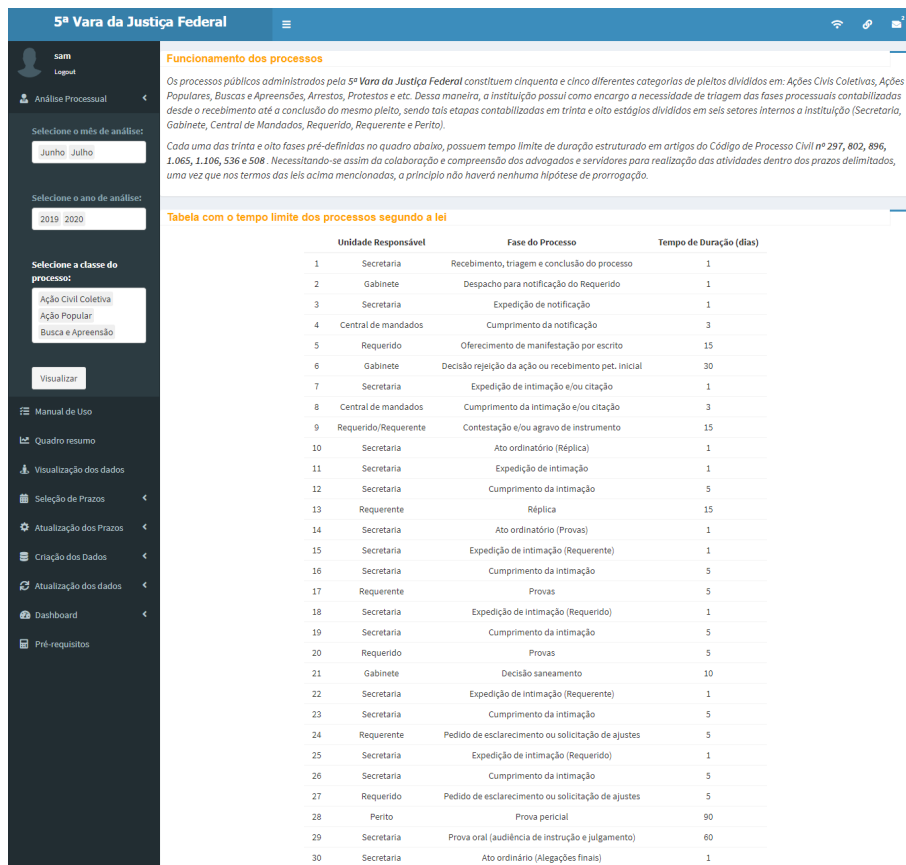 5ª Vara da Justiça Federal
2
sam
Logout
Análise Processual
Selecione o mês de análise:
Junho Julho
Selecione o ano de análise:
2019 2020
Selecione a classe do
processo:
Ação Civil Coletiva
Ação Popular
Busca e Apreensão
Visualizar
Manual de Uso
Quadro resumo
Visualização dos dados
Seleção de Prazos
Atualização dos Prazos
Criação dos Dados
Atualização dos dados
Dashboard
Pré-requisitos
Funcionamento dos processos
Os processos públicos administrados pela 5ª Vara da Justiça Federal constituem cinquenta e cinco diferentes categorias de pleitos divididos em: Ações Civis Coletivas, Ações
Populares, Buscas e Apreensões, Arrestos, Protestos e etc. Dessa maneira, a instituição possui como encargo a necessidade de triagem das fases processuais contabilizadas
desde o recebimento até a conclusão do mesmo pleito, sendo tais etapas contabilizadas em trinta e oito estágios divididos em seis setores internos a instituição (Secretaria,
Gabinete, Central de Mandados, Requerido, Requerente e Perito).
Cada uma das trinta e oito fases pré-definidas no quadro abaixo, possuem tempo limite de duração estruturado em artigos do Código de Processo Civil nº 297, 802, 896,
1.065, 1.106, 536 e 508 . Necessitando-se assim da colaboração e compreensão dos advogados e servidores para realização das atividades dentro dos prazos delimitados,
uma vez que nos termos das leis acima mencionadas, a principio não haverá nenhuma hipótese de prorrogação.
Tabela com o tempo limite dos processos segundo a lei
Unidade Responsável Fase do Processo Tempo de Duração (dias)
1 Secretaria Recebimento, triagem e conclusão do processo 1
2 Gabinete Despacho para notificação do Requerido 1
3 Secretaria Expedição de notificação 1
4 Central de mandados Cumprimento da notificação 3
5 Requerido Oferecimento de manifestação por escrito 15
6 Gabinete Decisão rejeição da ação ou recebimento pet. inicial 30
7 Secretaria Expedição de intimação e/ou citação 1
8 Central de mandados Cumprimento da intimação e/ou citação 3
9 Requerido/Requerente Contestação e/ou agravo de instrumento 15
10 Secretaria Ato ordinatório (Réplica) 1
11 Secretaria Expedição de intimação 1
12 Secretaria Cumprimento da intimação 5
13 Requerente Réplica 15
14 Secretaria Ato ordinatório (Provas) 1
15 Secretaria Expedição de intimação (Requerente) 1
16 Secretaria Cumprimento da intimação 5
17 Requerente Provas 5
18 Secretaria Expedição de intimação (Requerido) 1
19 Secretaria Cumprimento da intimação 5
20 Requerido Provas 5
21 Gabinete Decisão saneamento 10
22 Secretaria Expedição de intimação (Requerente) 1
23 Secretaria Cumprimento da intimação 5
24 Requerente Pedido de esclarecimento ou solicitação de ajustes 5
25 Secretaria Expedição de intimação (Requerido) 1
26 Secretaria Cumprimento da intimação 5
27 Requerido Pedido de esclarecimento ou solicitação de ajustes 5
28 Perito Prova pericial 90
29 Secretaria Prova oral (audiência de instrução e julgamento) 60
30 Secretaria Ato ordinário (Alegações finais) 1